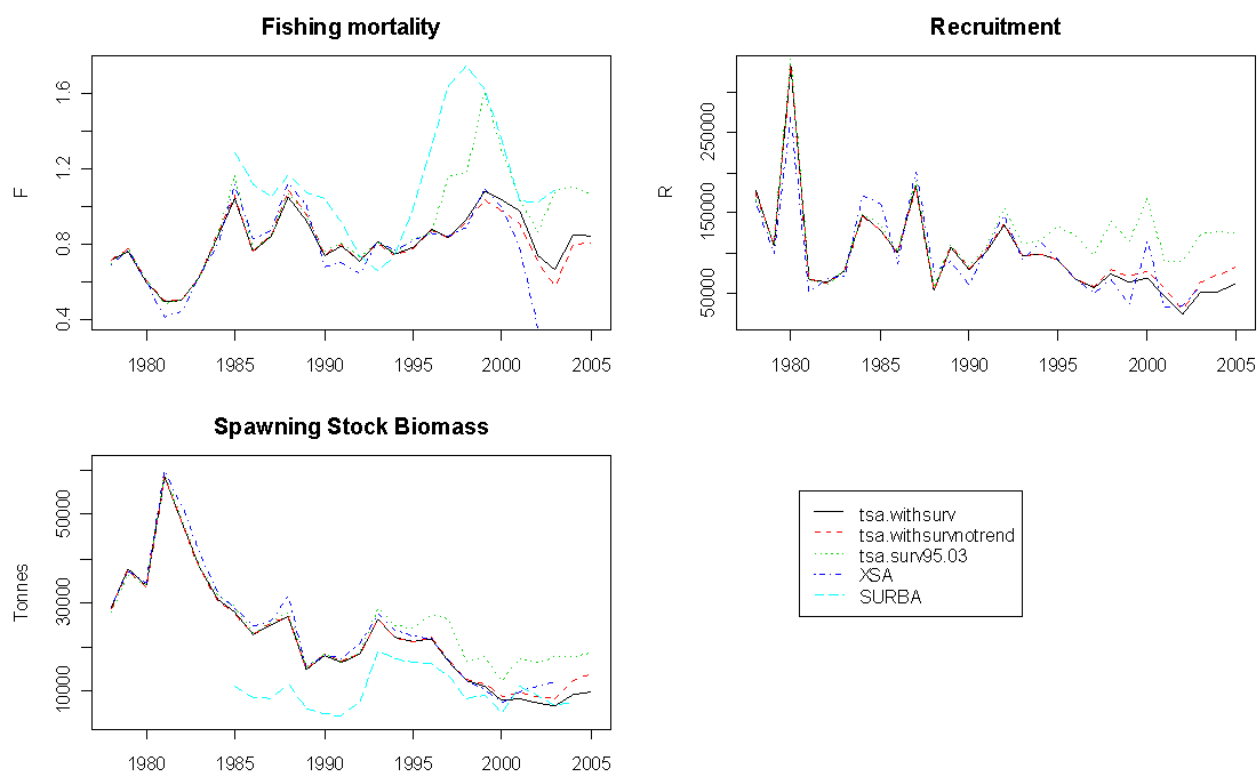 Fishing mortality
F
0.4
0.8
1.2
1.6
1980 1985 1990 1995 2000 2005
Recruitment
R
50000
150000
250000
1980 1985 1990 1995 2000 2005
Spawning Stock Biomass
Tonnes
10000
30000
50000
1980 1985 1990 1995 2000 2005
tsa.withsurv
tsa.withsurvnotrend
tsa.surv95.03
XSA
SURBA